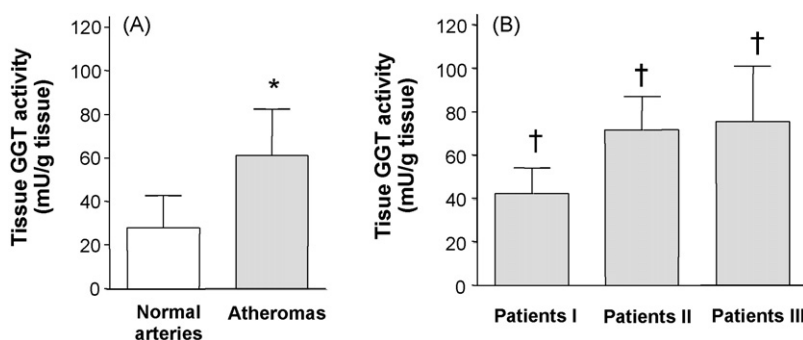 (A)
Tissue GGT activity
(mU/g tissue)
120
100
80
60
40
20
0
*
Normal
arteries
Atheromas
(B)
Tisue GGT activity
(mU/g tissue)
120
100
80
60
40
20
0
†
†
†
Patients I
Patients II
Patients III